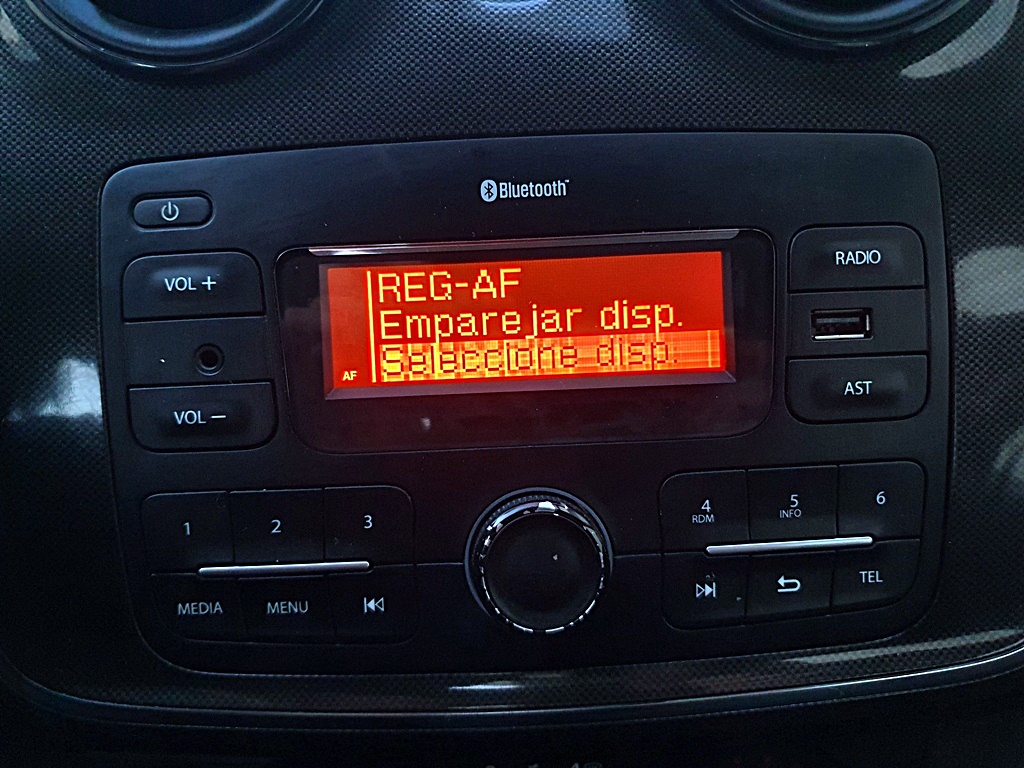 Bluetooth™
VOL +
RADIO
REG-AF
Emparejar disp.
Seleccione disp.
AF
VOL −
AST
1
2
3
4
RDM
5
INFO
6
MEDIA
MENU
TEL